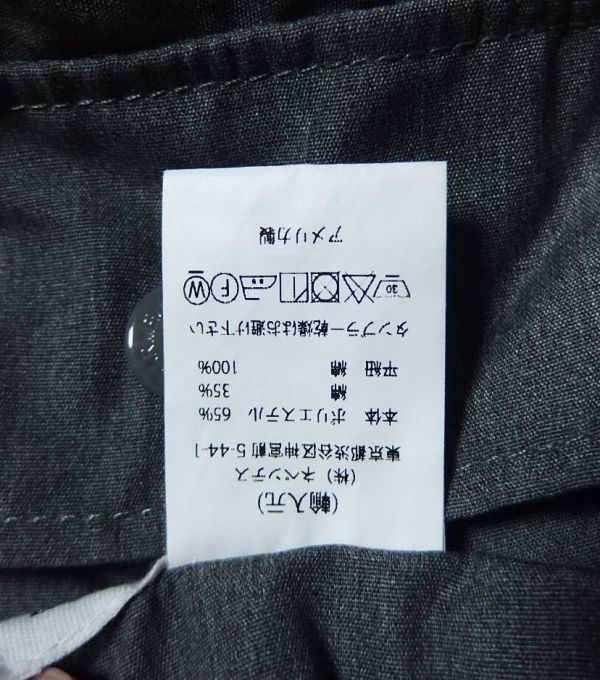 (輸入元)
(株) ネペンテス
東京都渋谷区神宮前 5-44-1
本体 ポリエステル 65%
綿 35%
平紐 綿 100%
タンブラー乾燥はお避け下さい
30 F W
アメリカ製